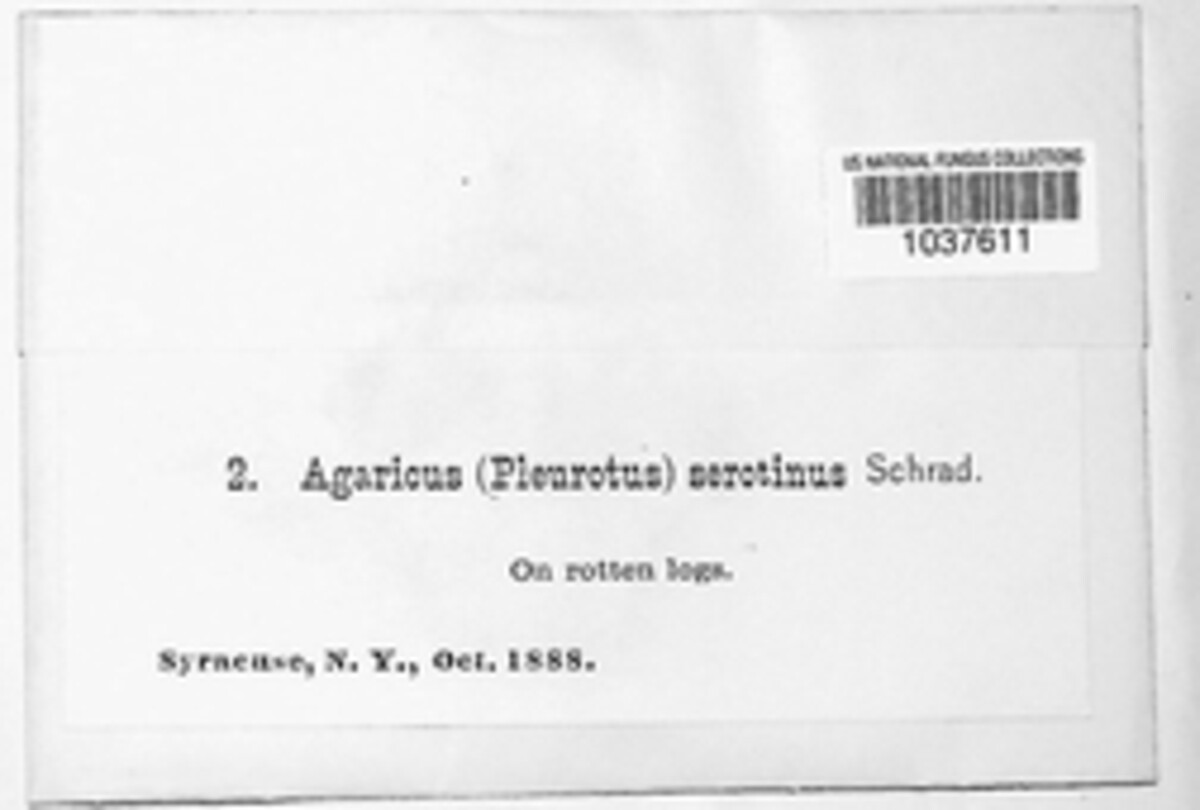 US NATIONAL FUNGUS COLLECTIONS
1037611
2. Agaricus (Pleurotus) serotinus Schrad.
On rotten logs.
Syracuse, N. Y., Oct. 1888.